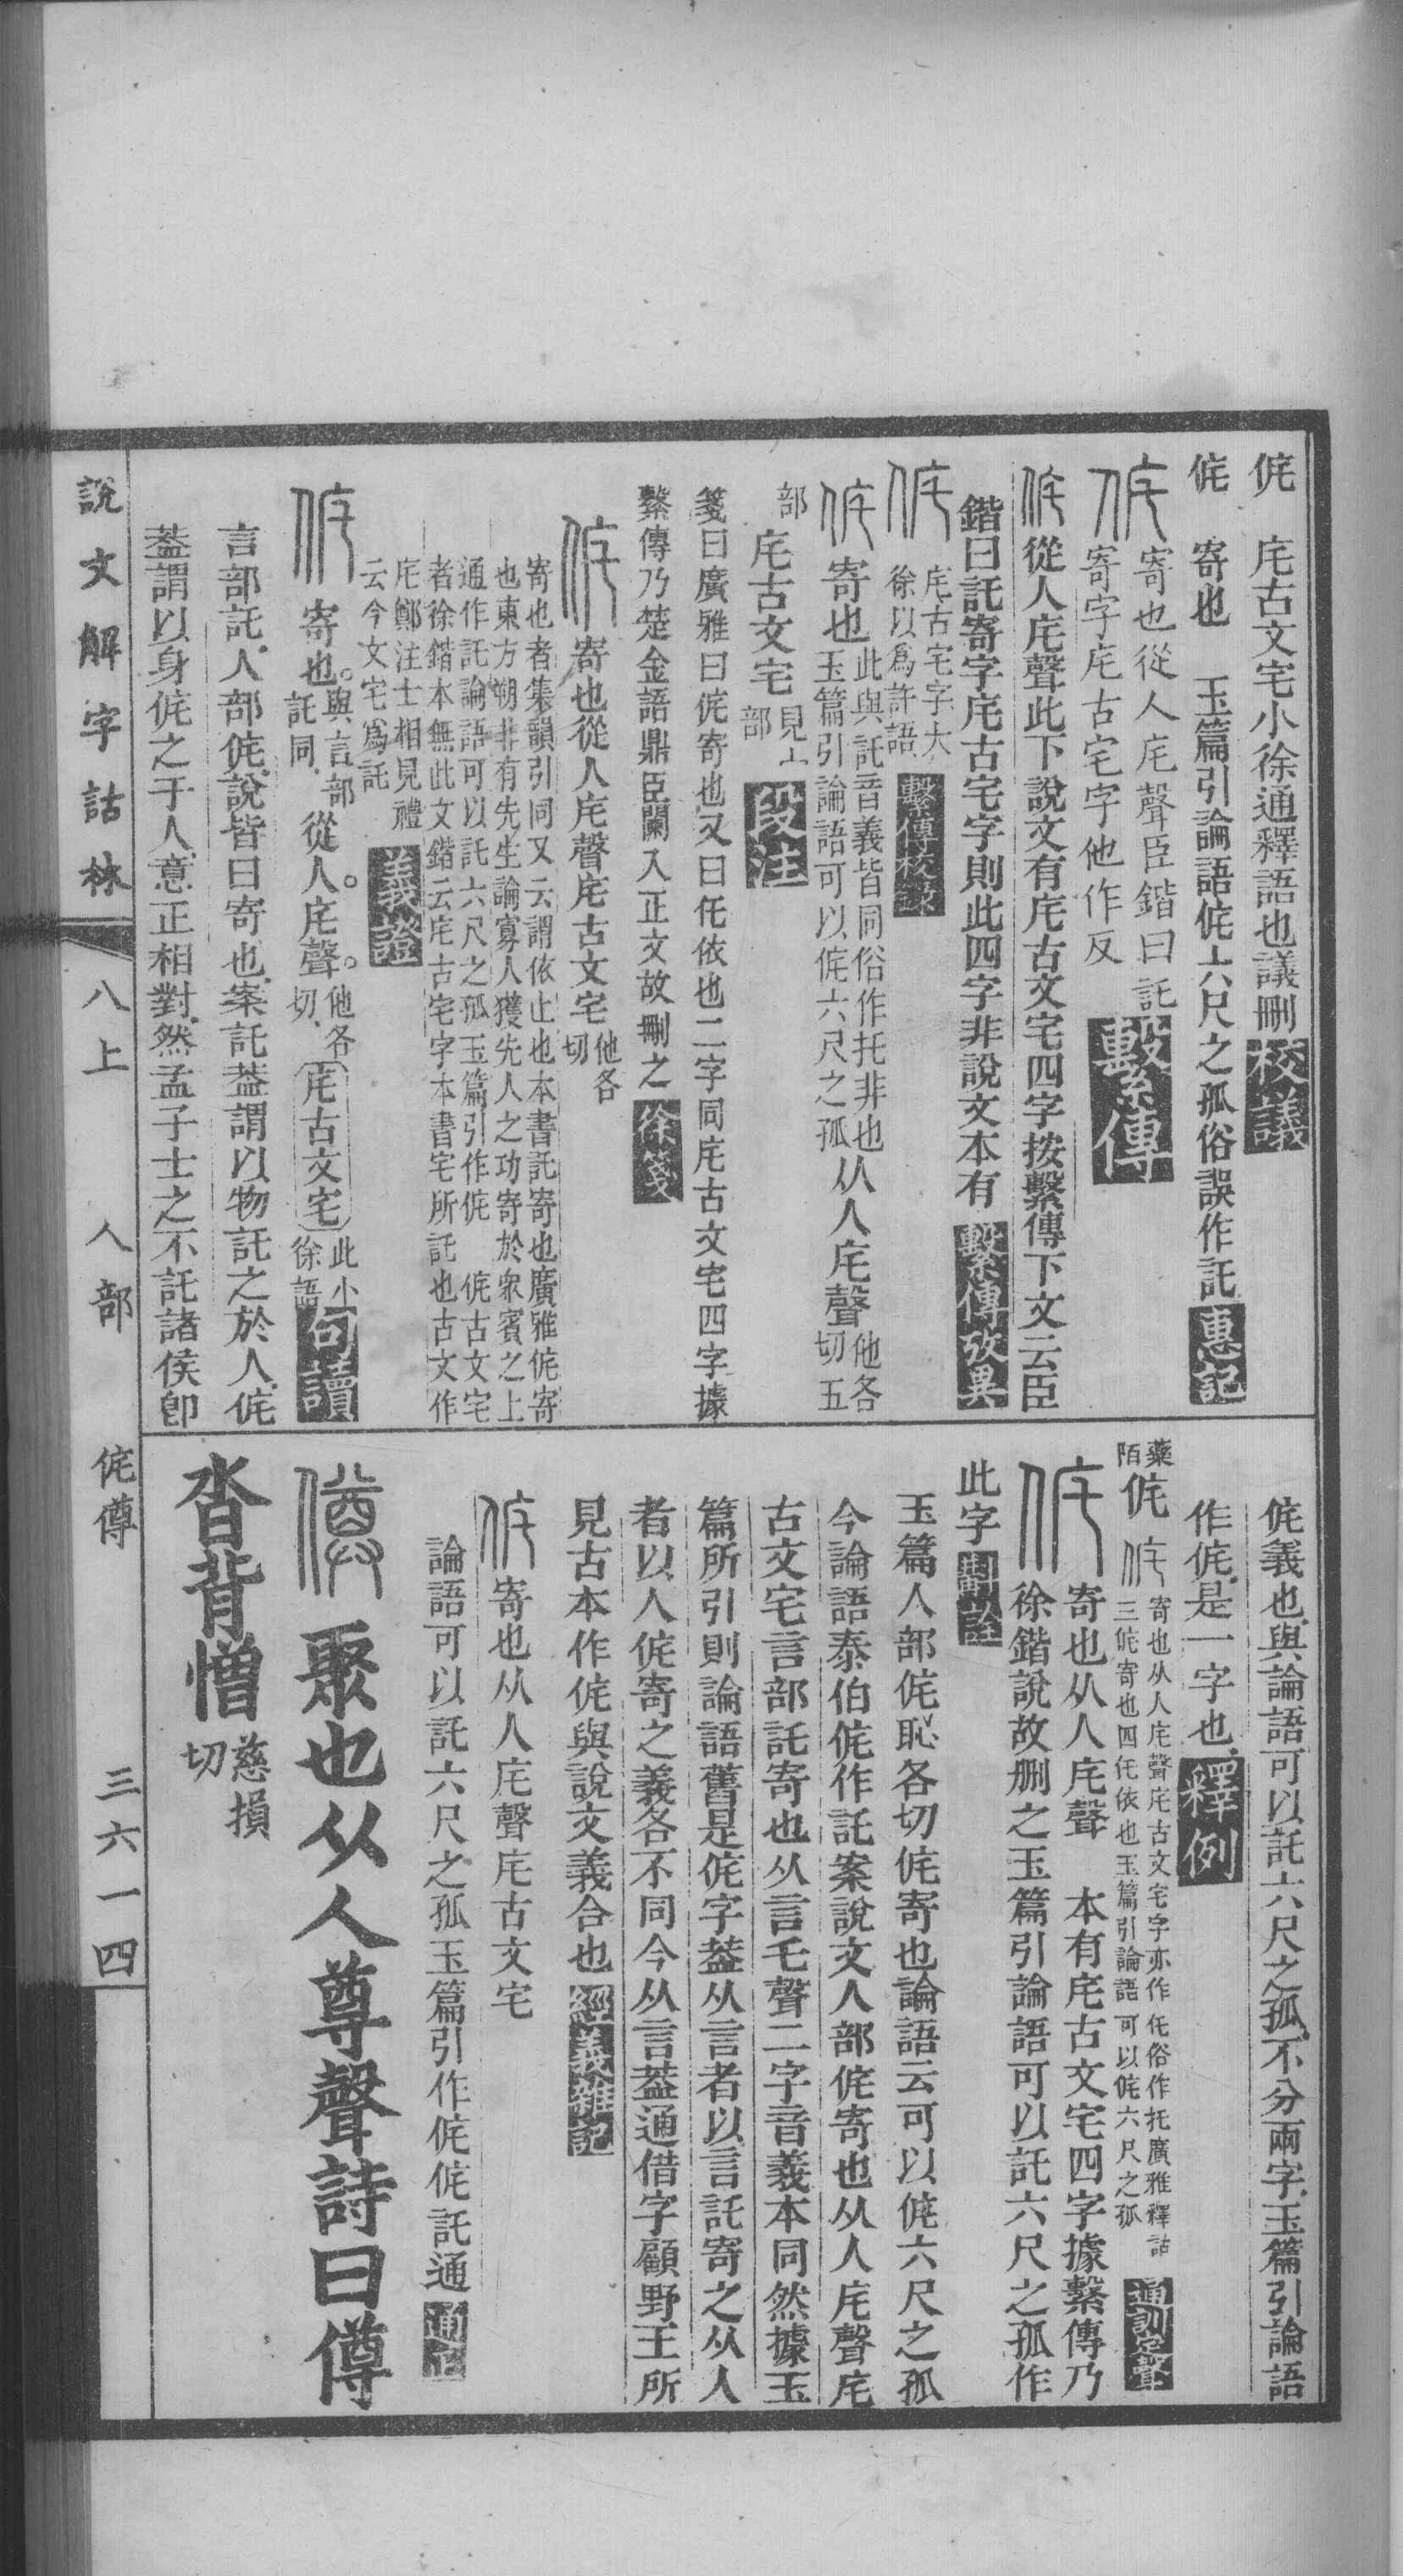 侂　㡯古文宅小徐通釋語也議刪校議
侂　寄也　玉篇引論語侂六尺之孤俗誤作託惠記
侂 寄也從人㡯聲臣鍇曰託
寄字㡯古宅字他作反 繫傳
侂從人㡯聲此下說文有㡯古文宅四字按繫傳下文云臣
鍇曰託寄字㡯古宅字則此四字非說文本有 繫傳攷異
侂 㡯古宅字大
徐以爲許語 繫傳校錄
侂寄也 此與託音義皆同俗作托非也
玉篇引論語可以侂六尺之孤 从人㡯聲 他各
切五
部 㡯古文宅 見宀
部 段注
箋曰廣雅曰侂寄也又曰仛依也二字同㡯古文宅四字據
繫傳乃楚金語鼎臣闌入正文故刪之 徐箋
侂 寄也從人㡯聲㡯古文宅 他各
切
寄也者集韻引同又云謂依止也本書託寄也廣雅侂寄
也東方朔非有先生論寡人獲先人之功寄於衆賓之上
通作託論語可以託六尺之孤玉篇引作侂　侂古文宅
者徐鍇本無此文鍇云㡯古宅字本書宅所託也古文作
㡯鄭注士相見禮
云今文宅爲託 義證
侂 寄也。與言部
託同、從人。㡯聲。他各
切、㡯古文宅 此小
徐語 句讀
言部託、人部侂、說皆曰寄也、案託葢謂以物託之於人、侂
葢謂以身侂之于人、意正相對、然孟子士之不託諸侯卽
侂義也、與論語可以託六尺之孤、不分兩字、玉篇引論語
作侂、是一字也、釋例
藥
陌 侂 侂 寄也从人㡯聲㡯古文宅字亦作仛俗作托廣雅釋詁
三侂寄也四仛依也玉篇引論語可以侂六尺之孤 通訓定聲
侂 寄也从人㡯聲　本有㡯古文宅四字據繫傳乃
徐鍇說故刪之玉篇引論語可以託六尺之孤作
此字 斠詮
玉篇人部侂恥各切侂寄也論語云可以侂六尺之孤
今論語泰伯侂作託案說文人部侂寄也从人㡯聲㡯
古文宅言部託寄也从言乇聲二字音義本同然據玉
篇所引則論語舊是侂字葢从言者以言託寄之从人
者以人侂寄之義各不同今从言葢通借字顧野王所
見古本作侂與說文義合也 經義雜記
侂 寄也从人㡯聲㡯古文宅
論語可以託六尺之孤玉篇引作侂侂託通 通正
僔 聚也从人尊聲詩曰僔
沓背憎 慈損
切
說文解字詁林　八上　人部　侂僔　三六一四